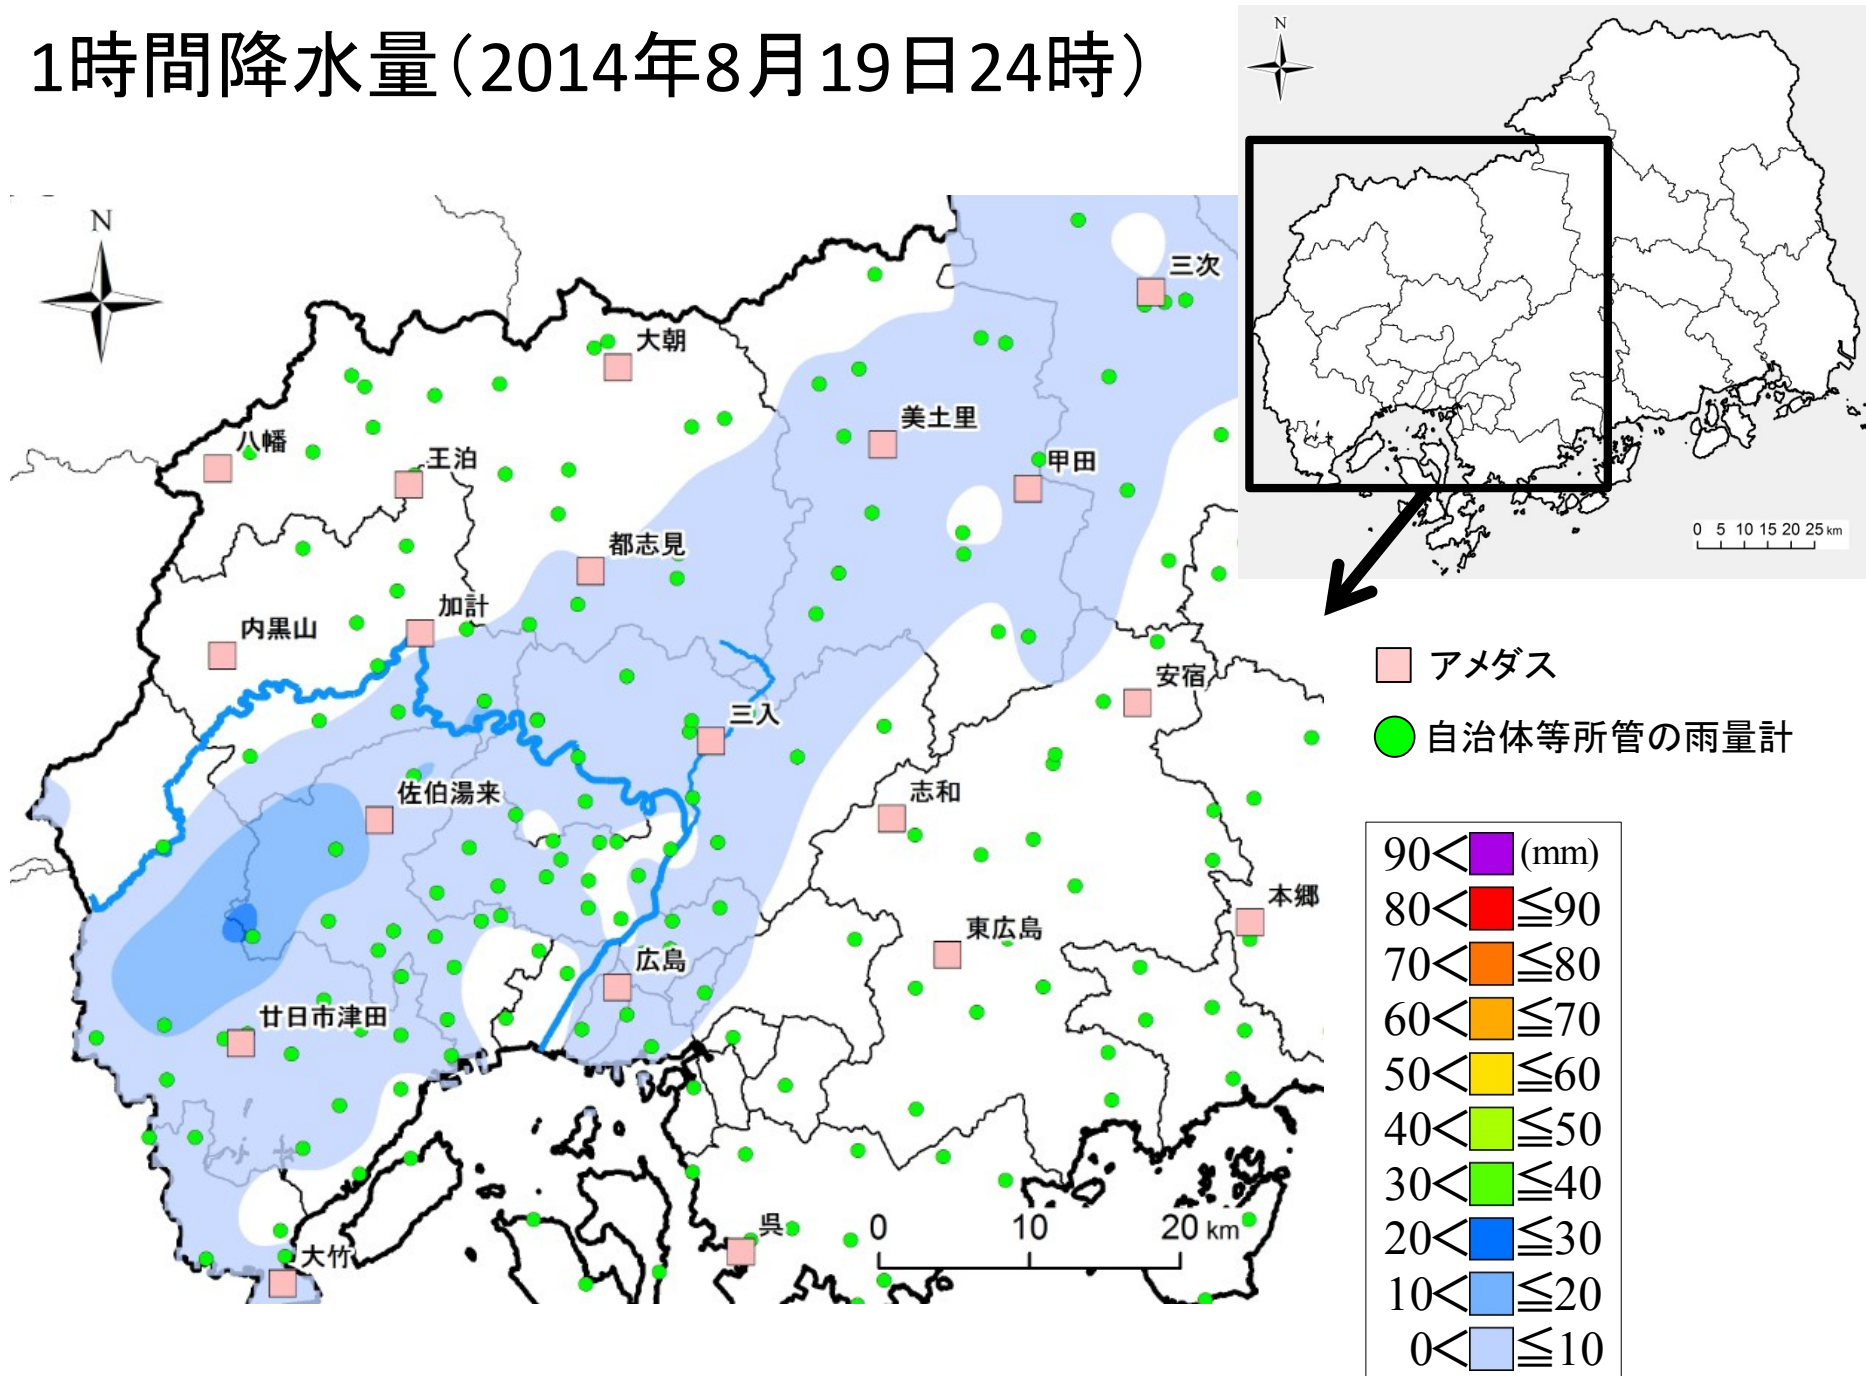 1時間降水量(2014年8月19日24時)
N
N
三次
大朝
美土里
八幡
王泊
甲田
0 5 10 15 20 25 km
都志見
加計
内黒山
安宿
アメダス
三入
自治体等所管の雨量計
佐伯湯来
志和
90< (mm)
80< ≦90
本郷
東広島
70< ≦80
広島
廿日市津田
60< ≦70
50< ≦60
40< ≦50
30< ≦40
呉
0 10 20 km
20< ≦30
大竹
10< ≦20
0< ≦10